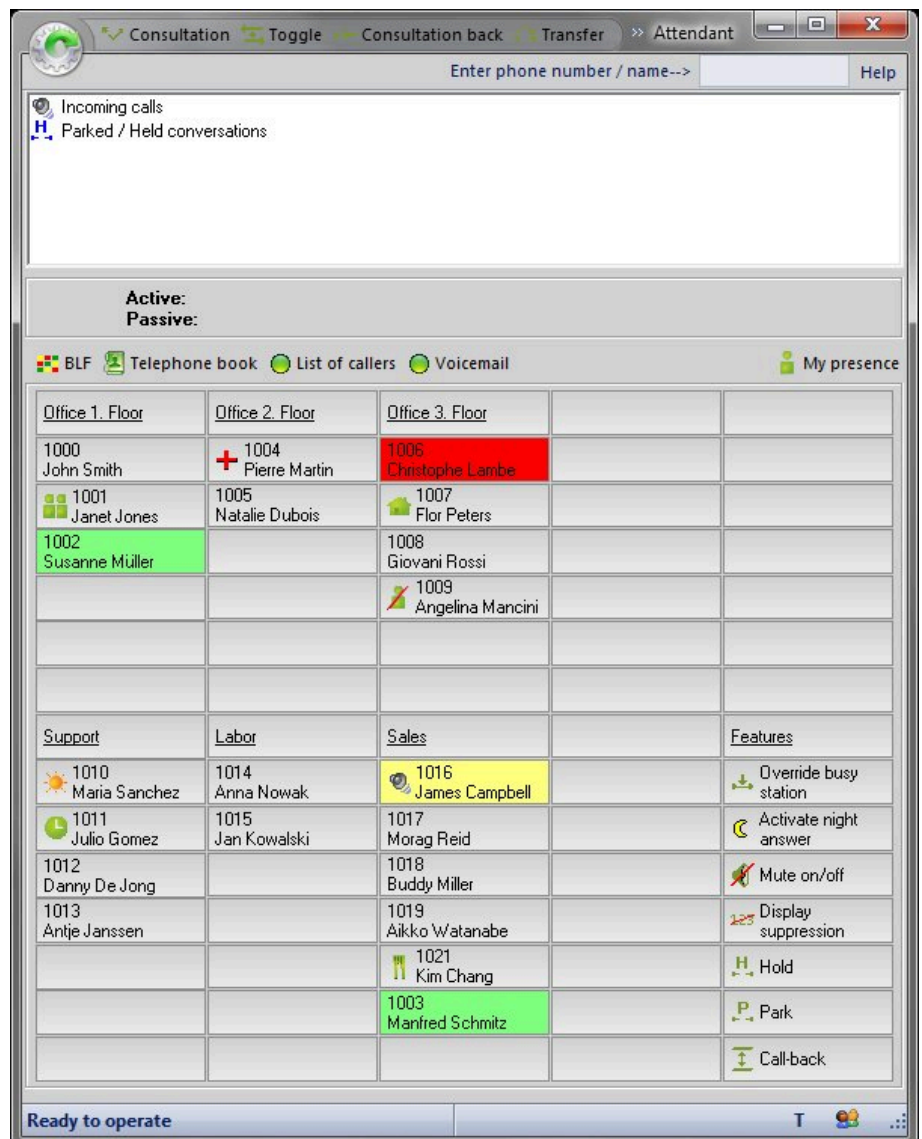 Consultation Toggle Consultation back Transfer » Attendant
Enter phone number / name--> Help
Incoming calls
H Parked / Held conversations
Active:
Passive:
BLF Telephone book List of callers Voicemail My presence
Office 1. Floor Office 2. Floor Office 3. Floor
1000 1004 1006
John Smith Pierre Martin Christophe Lambe
1001 1005 1007
Janet Jones Natalie Dubois Flor Peters
1002 1008
Susanne Müller Giovani Rossi
1009
Angelina Mancini
Support Labor Sales Features
1010 1014 1016 Override busy
Maria Sanchez Anna Nowak James Campbell station
1011 1015 1017 Activate night
Julio Gomez Jan Kowalski Morag Reid answer
1012 1018 Mute on/off
Danny De Jong Buddy Miller
1013 1019 123 Display
Antje Janssen Aikko Watanabe suppression
1021 H Hold
Kim Chang
1003 P Park
Manfred Schmitz
Call-back
Ready to operate T